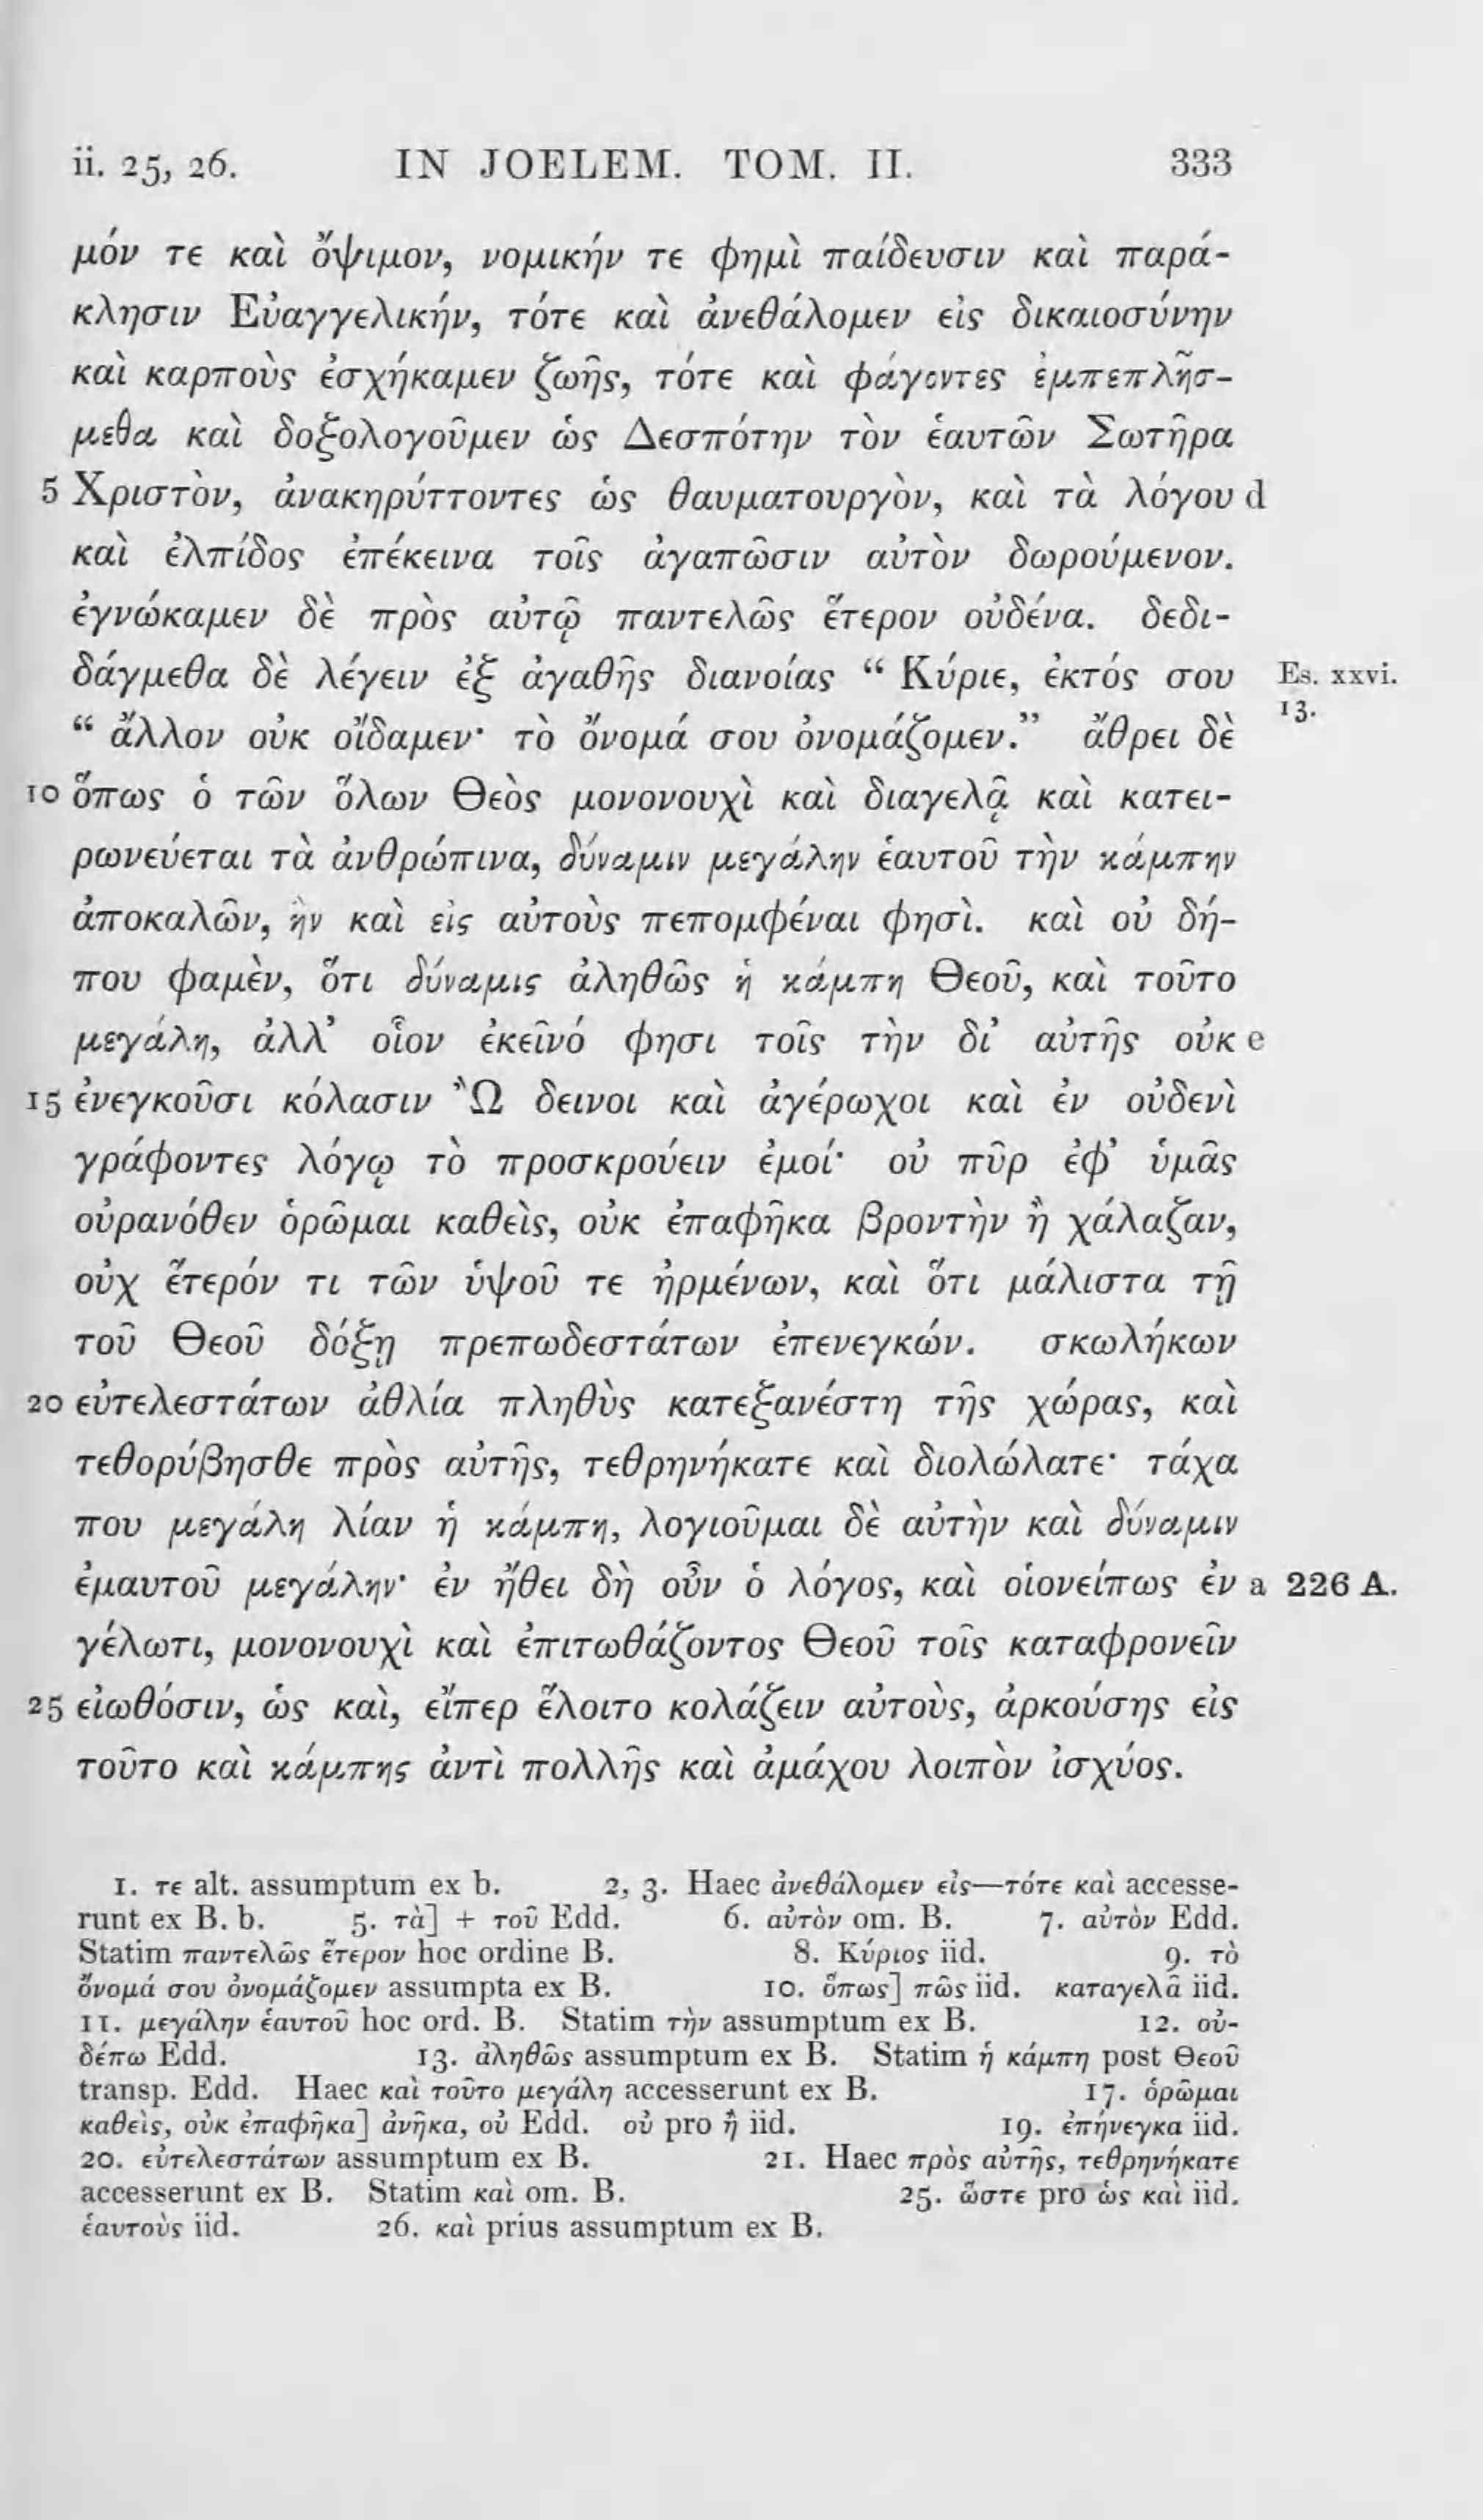 ii. 25, 26. IN JOELEM. TOM. II. 333
μόν τε καὶ ὄψιμον, νομικήν τε φημὶ παίδευσιν καὶ παρά-
κλησιν Εὐαγγελικήν, τότε καὶ ἀνεθάλομεν εἰς δικαιοσύνην
καὶ καρποὺς ἐσχήκαμεν ζωῆς, τότε καὶ φάγοντες ἐμπεπλῆσ-
μεθα καὶ δοξολογοῦμεν ὡς Δεσπότην τὸν ἑαυτῶν Σωτῆρα
5 Χριστὸν, ἀνακηρύττοντες ὡς θαυματουργὸν, καὶ τὰ λόγου d
καὶ ἐλπίδος ἐπέκεινα τοῖς ἀγαπῶσιν αὐτὸν δωρούμενον.
ἐγνώκαμεν δὲ πρὸς αὐτῷ παντελῶς ἕτερον οὐδένα. δεδι-
δάγμεθα δὲ λέγειν ἐξ ἀγαθῆς διανοίας “ Κύριε, ἐκτός σου Es. xxvi.
“ ἄλλον οὐκ οἴδαμεν· τὸ ὄνομά σου ὀνομάζομεν.” ἄθρει δὲ 13.
10 ὅπως ὁ τῶν ὅλων Θεὸς μονονουχὶ καὶ διαγελᾷ καὶ κατει-
ρωνεύεται τὰ ἀνθρώπινα, δύναμιν μεγάλην ἑαυτοῦ τὴν κάμπην
ἀποκαλῶν, ἣν καὶ εἰς αὐτοὺς πεπομφέναι φησί. καὶ οὐ δή-
που φαμὲν, ὅτι δύναμις ἀληθῶς ἡ κάμπη Θεοῦ, καὶ τοῦτο
μεγάλη, ἀλλ’ οἷον ἐκεῖνό φησι τοῖς τὴν δι’ αὐτῆς οὐκ e
15 ἐνεγκοῦσι κόλασιν Ὢ δεινοι καὶ ἀγέρωχοι καὶ ἐν οὐδενὶ
γράφοντες λόγῳ τὸ προσκρούειν ἐμοί· οὐ πῦρ ἐφ’ ὑμᾶς
οὐρανόθεν ὁρῶμαι καθεὶς, οὐκ ἐπαφῆκα βροντὴν ἢ χάλαζαν,
οὐχ ἕτερόν τι τῶν ὑψοῦ τε ἠρμένων, καὶ ὅτι μάλιστα τῇ
τοῦ Θεοῦ δόξῃ πρεπωδεστάτων ἐπενεγκών. σκωλήκων
20 εὐτελεστάτων ἀθλία πληθὺς κατεξανέστη τῆς χώρας, καὶ
τεθορύβησθε πρὸς αὐτῆς, τεθρηνήκατε καὶ διολώλατε· τάχα
που μεγάλη λίαν ἡ κάμπη, λογιοῦμαι δὲ αὐτὴν καὶ δύναμιν
ἐμαυτοῦ μεγάλην· ἐν ἤθει δὴ οὖν ὁ λόγος, καὶ οἱονείπως ἐν a 226 A.
γέλωτι, μονονουχὶ καὶ ἐπιτωθάζοντος Θεοῦ τοῖς καταφρονεῖν
25 εἰωθόσιν, ὡς καὶ, εἴπερ ἕλοιτο κολάζειν αὐτοὺς, ἀρκούσης εἰς
τοῦτο καὶ κάμπης ἀντὶ πολλῆς καὶ ἀμάχου λοιπὸν ἰσχύος.
1. τε alt. assumptum ex b. 2, 3. Haec ἀνεθάλομεν εἰς—τότε καὶ accesse-
runt ex B. b. 5. τὰ] + τοῦ Edd. 6. αὐτὸν om. B. 7. αὐτὸν Edd.
Statim παντελῶς ἕτερον hoc ordine B. 8. Κύριος iid. 9. τὸ
ὄνομά σου ὀνομάζομεν assumpta ex B. 10. ὅπως] πῶς iid. καταγελᾶ iid.
11. μεγάλην ἑαυτοῦ hoc ord. B. Statim τὴν assumptum ex B. 12. οὐ-
δέπω Edd. 13. ἀληθῶς assumptum ex B. Statim ἡ κάμπη post Θεοῦ
transp. Edd. Haec καὶ τοῦτο μεγάλη accesserunt ex B. 17. ὁρῶμαι
καθεὶς, οὐκ ἐπαφῆκα] ἀνῆκα, οὐ Edd. οὐ pro ἢ iid. 19. ἐπήνεγκα iid.
20. εὐτελεστάτων assumptum ex B. 21. Haec πρὸς αὐτῆς, τεθρηνήκατε
accesserunt ex B. Statim καὶ om. B. 25. ὥστε pro ὡς καὶ iid.
ἑαυτοὺς iid. 26. καὶ prius assumptum ex B.